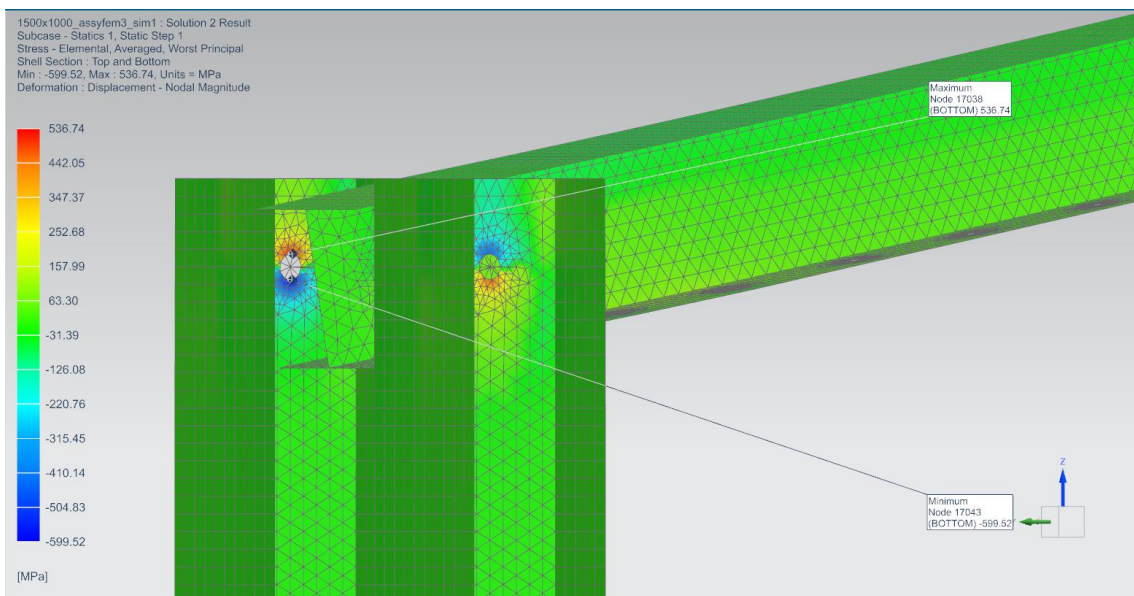 1500x1000_assyfem3_sim1 : Solution 2 Result
Subcase - Statics 1, Static Step 1
Stress - Elemental, Averaged, Worst Principal
Shell Section : Top and Bottom
Min : -599.52, Max : 536.74, Units = MPa
Deformation : Displacement - Nodal Magnitude
Maximum
Node 17038
(BOTTOM) 536.74
536.74
442.05
347.37
252.68
157.99
63.30
-31.39
-126.08
-220.76
-315.45
-410.14
-504.83
-599.52
[MPa]
Minimum
Node 17043
(BOTTOM) -599.52
Z
Y